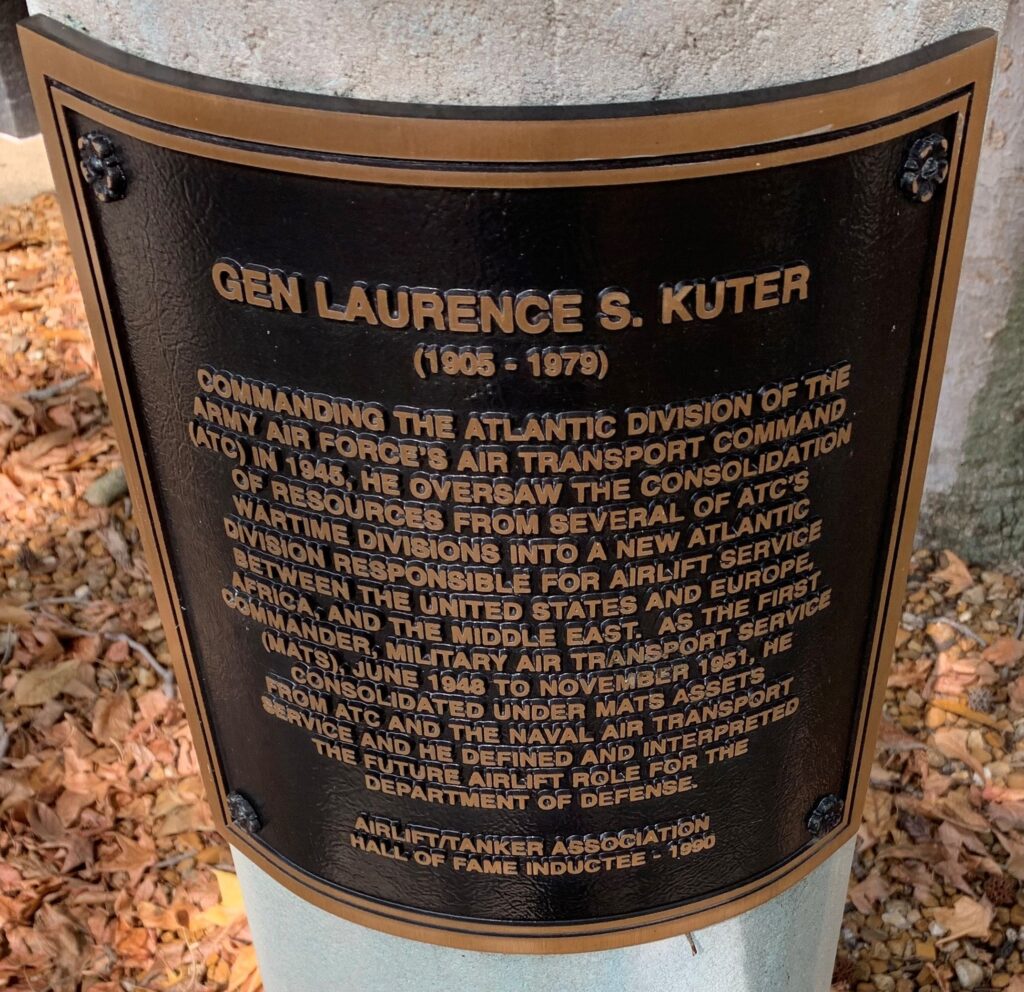 GEN LAURENCE S. KUTER
(1905 - 1979)
COMMANDING THE ATLANTIC DIVISION OF THE
ARMY AIR FORCE'S AIR TRANSPORT COMMAND
(ATC) IN 1945, HE OVERSAW THE CONSOLIDATION
OF RESOURCES FROM SEVERAL OF ATC'S
WARTIME DIVISIONS INTO A NEW ATLANTIC
DIVISION RESPONSIBLE FOR AIRLIFT SERVICE
BETWEEN THE UNITED STATES AND EUROPE,
AFRICA, AND THE MIDDLE EAST. AS THE FIRST
COMMANDER, MILITARY AIR TRANSPORT SERVICE
(MATS), JUNE 1948 TO NOVEMBER 1951, HE
CONSOLIDATED UNDER MATS ASSETS
FROM ATC AND THE NAVAL AIR TRANSPORT
SERVICE AND HE DEFINED AND INTERPRETED
THE FUTURE AIRLIFT ROLE FOR THE
DEPARTMENT OF DEFENSE.
AIRLIFT/TANKER ASSOCIATION
HALL OF FAME INDUCTEE - 1990